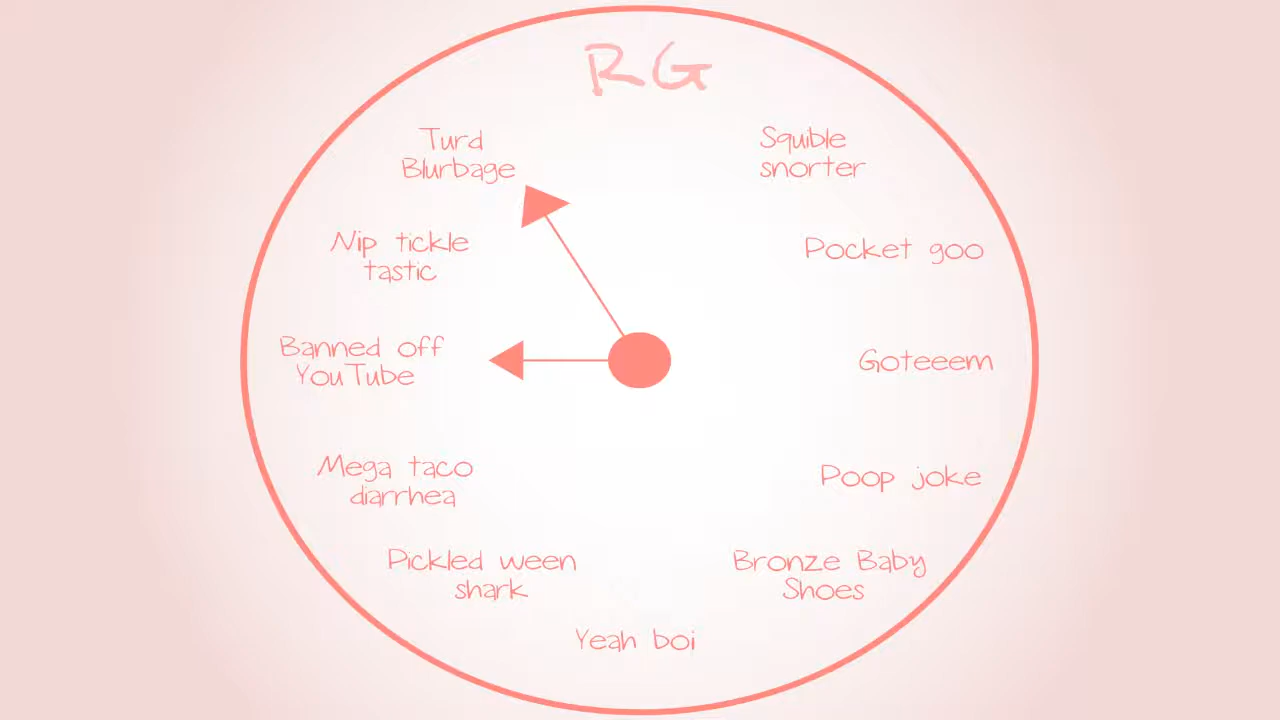 RG
Turd
Blurbage
Squible
snorter
Nip tickle
tastic
Pocket goo
Banned off
YouTube
Goteeem
Mega taco
diarrhea
Poop joke
Pickled ween
shark
Bronze Baby
Shoes
Yeah boi